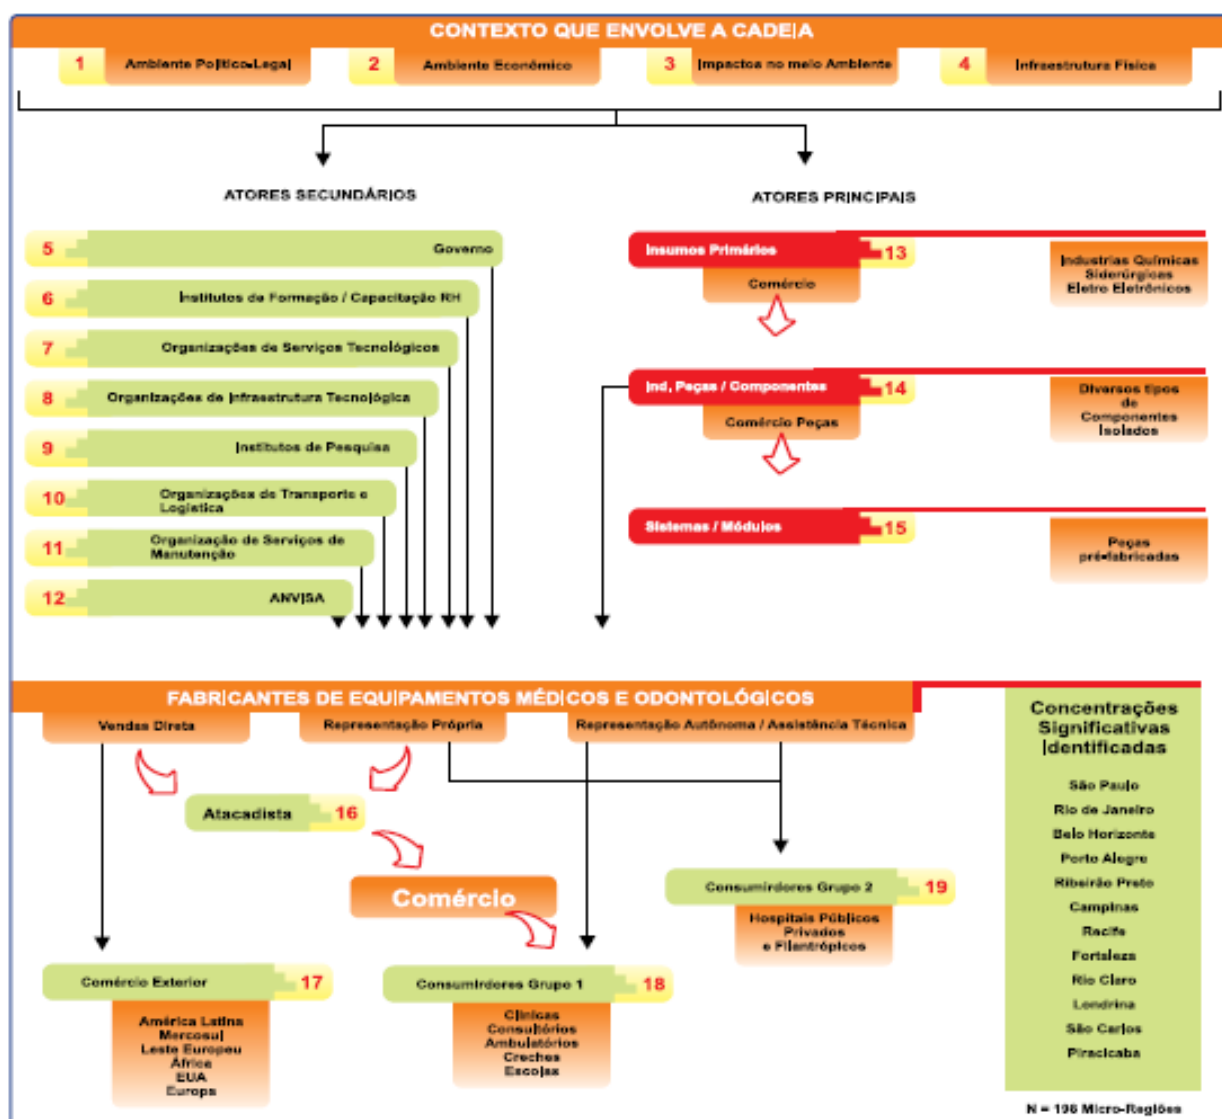 CONTEXTO QUE ENVOLVE A CADEIA
1 Ambiente Político-Legal
2 Ambiente Econômico
3 Impactos no meio Ambiente
4 Infraestrutura Física
ATORES SECUNDÁRIOS
5 Governo
6 Institutos de Formação / Capacitação RH
7 Organizações de Serviços Tecnológicos
8 Organizações de Infraestrutura Tecnológica
9 Institutos de Pesquisa
10 Organizações de Transporte e
Logística
11 Organização de Serviços de
Manutenção
12 ANVISA
ATORES PRINCIPAIS
Insumos Primários 13
Comércio
Industrias Químicas
Siderúrgicas
Eletro Eletrônicos
Ind. Peças / Componentes 14
Comércio Peças
Diversos tipos
de
Componentes
Isolados
Sistemas / Módulos 15
Peças
pré-fabricadas
FABRICANTES DE EQUIPAMENTOS MÉDICOS E ODONTOLÓGICOS
Vendas Direta
Representação Própria
Representação Autônoma / Assistência Técnica
Atacadista 16
Comércio
Comércio Exterior 17
América Latina
Mercosul
Leste Europeu
África
EUA
Europa
Consumirdores Grupo 1 18
Clínicas
Consultórios
Ambulatórios
Creches
Escolas
Consumirdores Grupo 2 19
Hospitais Públicos
Privados
e Filantrópicos
Concentrações
Significativas
Identificadas
São Paulo
Rio de Janeiro
Belo Horizonte
Porto Alegre
Ribeirão Preto
Campinas
Recife
Fortaleza
Rio Claro
Londrina
São Carlos
Piracicaba
N = 196 Micro-Regiões